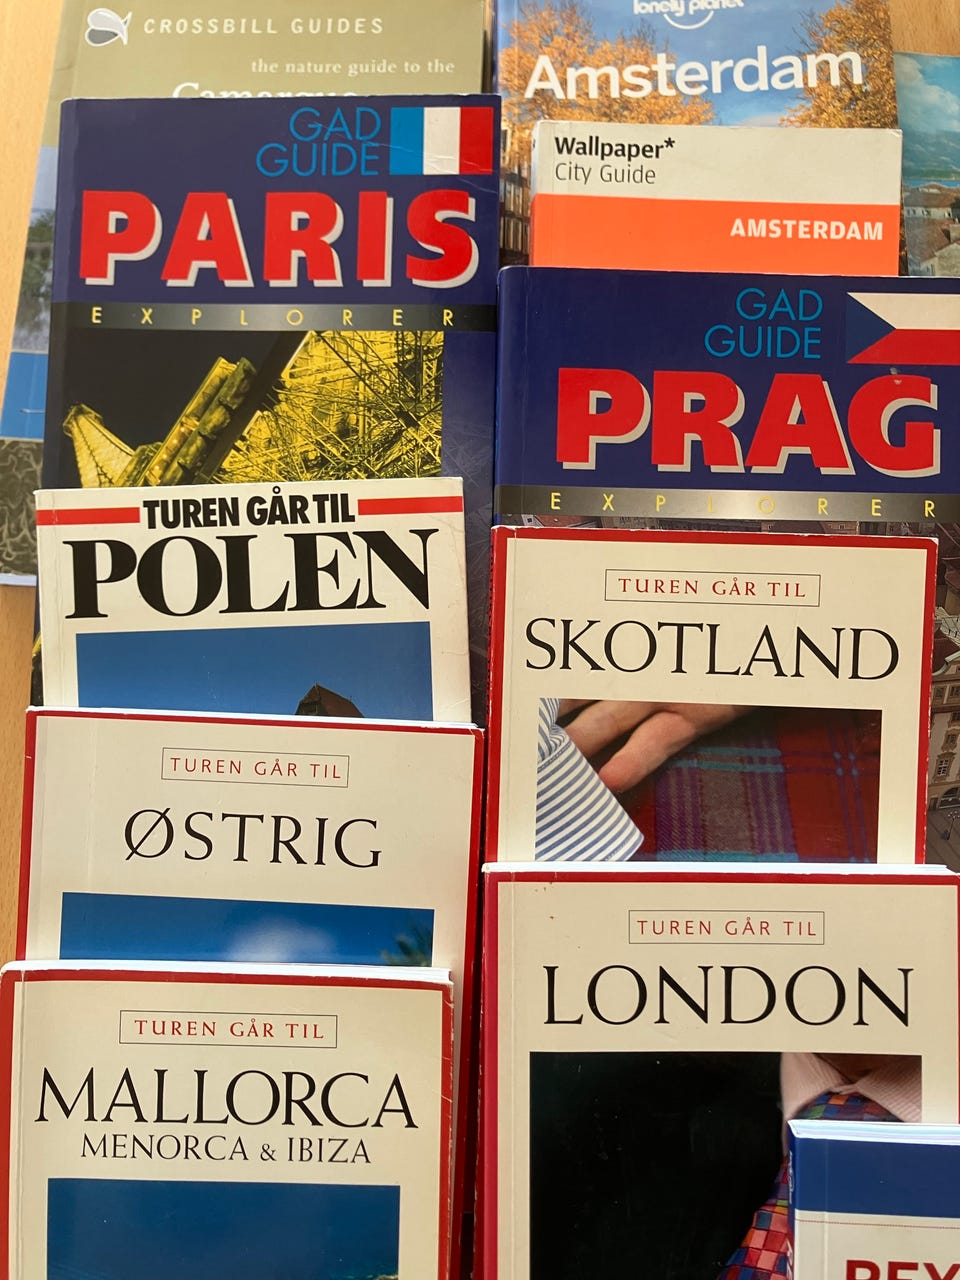 CROSSBILL GUIDES
the nature guide to the
Camargue
lonely planet
Amsterdam
GAD
GUIDE
PARIS
EXPLORER
Wallpaper*
City Guide
AMSTERDAM
GAD
GUIDE
PRAG
EXPLORER
TUREN GÅR TIL
POLEN
TUREN GÅR TIL
SKOTLAND
TUREN GÅR TIL
ØSTRIG
TUREN GÅR TIL
LONDON
TUREN GÅR TIL
MALLORCA
MENORCA & IBIZA